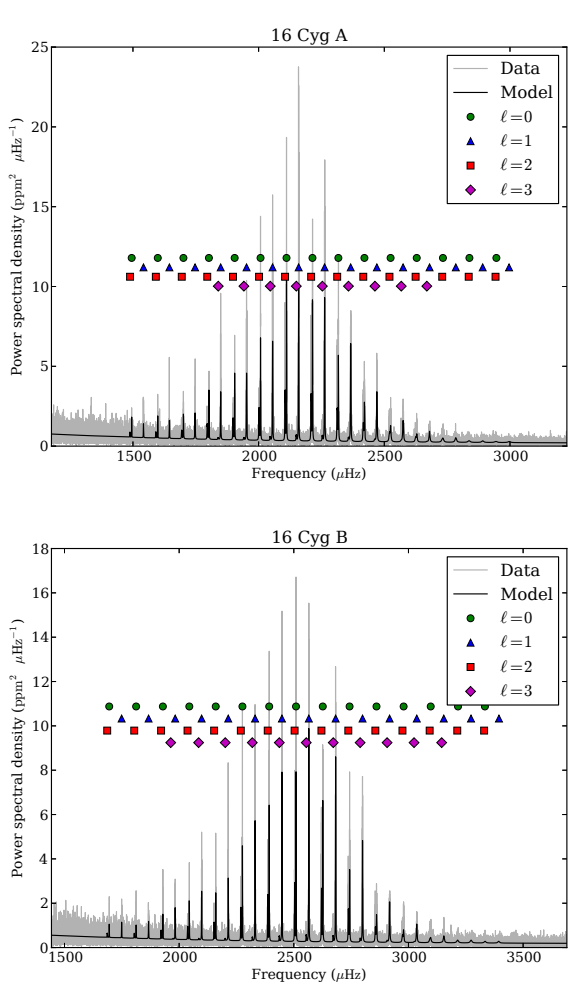 16 Cyg A
25
20
15
10
5
0
Power spectral density (ppm² μHz⁻¹)
Data
Model
ℓ=0
ℓ=1
ℓ=2
ℓ=3
1500 2000 2500 3000
Frequency (μHz)
16 Cyg B
18
16
14
12
10
8
6
4
2
0
Power spectral density (ppm² μHz⁻¹)
Data
Model
ℓ=0
ℓ=1
ℓ=2
ℓ=3
1500 2000 2500 3000 3500
Frequency (μHz)